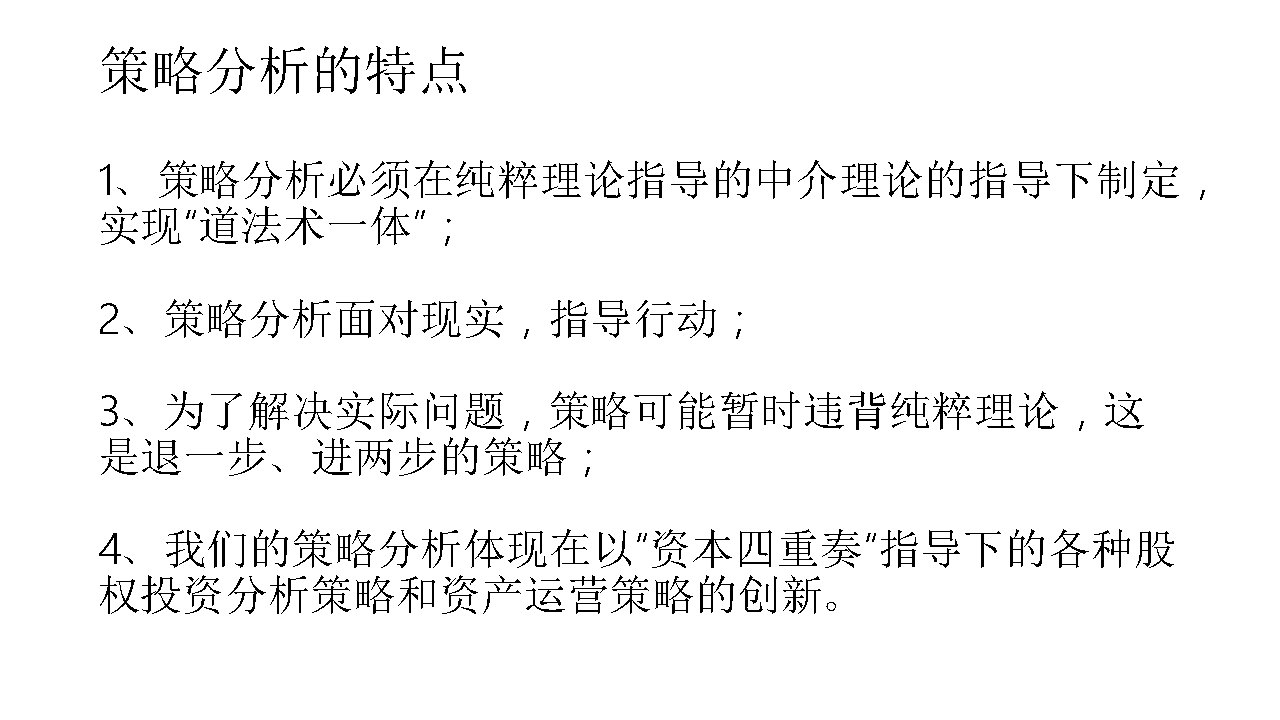 策略分析的特点
1、策略分析必须在纯粹理论指导的中介理论的指导下制定，
实现“道法术一体”；
2、策略分析面对现实，指导行动；
3、为了解决实际问题，策略可能暂时违背纯粹理论，这
是退一步、进两步的策略；
4、我们的策略分析体现在以“资本四重奏”指导下的各种股
权投资分析策略和资产运营策略的创新。